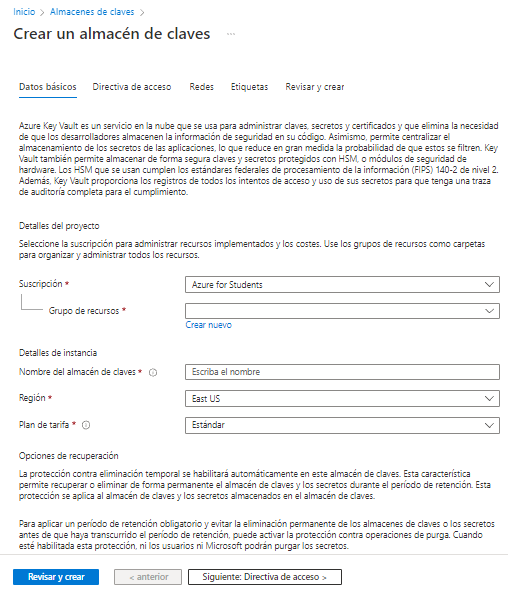 Inicio > Almacenes de claves >
Crear un almacén de claves ...
Datos básicos Directiva de acceso Redes Etiquetas Revisar y crear
Azure Key Vault es un servicio en la nube que se usa para administrar claves, secretos y certificados y que elimina la necesidad
de que los desarrolladores almacenen la información de seguridad en su código. Asimismo, permite centralizar el
almacenamiento de los secretos de las aplicaciones, lo que reduce en gran medida la probabilidad de que estos se filtren. Key
Vault también permite almacenar de forma segura claves y secretos protegidos con HSM, o módulos de seguridad de
hardware. Los HSM que se usan cumplen los estándares federales de procesamiento de la información (FIPS) 140-2 de nivel 2.
Además, Key Vault proporciona los registros de todos los intentos de acceso y uso de sus secretos para que tenga una traza
de auditoría completa para el cumplimiento.
Detalles del proyecto
Seleccione la suscripción para administrar recursos implementados y los costes. Use los grupos de recursos como carpetas
para organizar y administrar todos los recursos.
Suscripción * Azure for Students
Grupo de recursos *
Crear nuevo
Detalles de instancia
Nombre del almacén de claves * Escriba el nombre
Región * East US
Plan de tarifa * Estándar
Opciones de recuperación
La protección contra eliminación temporal se habilitará automáticamente en este almacén de claves. Esta característica
permite recuperar o eliminar de forma permanente el almacén de claves y los secretos durante el período de retención. Esta
protección se aplica al almacén de claves y los secretos almacenados en el almacén de claves.
Para aplicar un período de retención obligatorio y evitar la eliminación permanente de los almacenes de claves o los secretos
antes de que haya transcurrido el período de retención, puede activar la protección contra operaciones de purga. Cuando
esté habilitada esta protección, ni los usuarios ni Microsoft podrán purgar los secretos.
Revisar y crear < anterior Siguiente: Directiva de acceso >